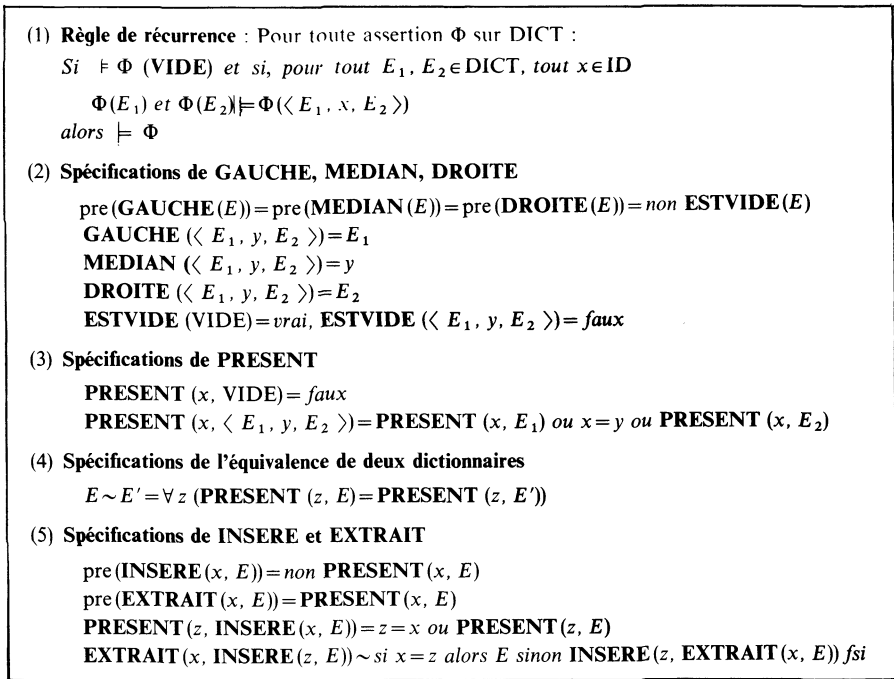 (1) Règle de récurrence : Pour toute assertion Φ sur DICT :
Si ⊧ Φ (VIDE) et si, pour tout E₁, E₂∈DICT, tout x∈ID
Φ(E₁) et Φ(E₂)⊨Φ(⟨ E₁, x, E₂ ⟩)
alors ⊨ Φ
(2) Spécifications de GAUCHE, MEDIAN, DROITE
pre(GAUCHE(E))=pre(MEDIAN(E))=pre(DROITE(E))=non ESTVIDE(E)
GAUCHE (⟨ E₁, y, E₂ ⟩)=E₁
MEDIAN (⟨ E₁, y, E₂ ⟩)=y
DROITE (⟨ E₁, y, E₂ ⟩)=E₂
ESTVIDE (VIDE)=vrai, ESTVIDE (⟨ E₁, y, E₂ ⟩)=faux
(3) Spécifications de PRESENT
PRESENT (x, VIDE)=faux
PRESENT (x, ⟨ E₁, y, E₂ ⟩)=PRESENT (x, E₁) ou x=y ou PRESENT (x, E₂)
(4) Spécifications de l'équivalence de deux dictionnaires
E∼E'=∀ z (PRESENT (z, E)=PRESENT (z, E'))
(5) Spécifications de INSERE et EXTRAIT
pre(INSERE(x, E))=non PRESENT(x, E)
pre(EXTRAIT(x, E))=PRESENT(x, E)
PRESENT(z, INSERE(x, E))=z=x ou PRESENT(z, E)
EXTRAIT(x, INSERE(z, E))∼si x=z alors E sinon INSERE(z, EXTRAIT(x, E)) fsi